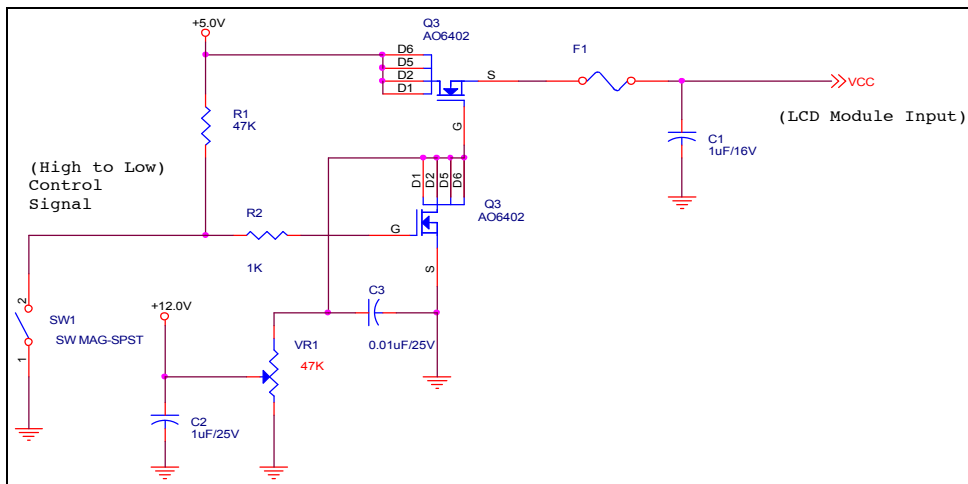 +5.0V
Q3
AO6402
D6
D5
D2
D1
S
G
F1
VCC
(LCD Module Input)
R1
47K
C1
1uF/16V
(High to Low)
Control
Signal
D1
D2
D5
D6
Q3
AO6402
R2
1K
G
S
2
1
SW1
SW MAG-SPST
+12.0V
C3
0.01uF/25V
VR1
47K
C2
1uF/25V